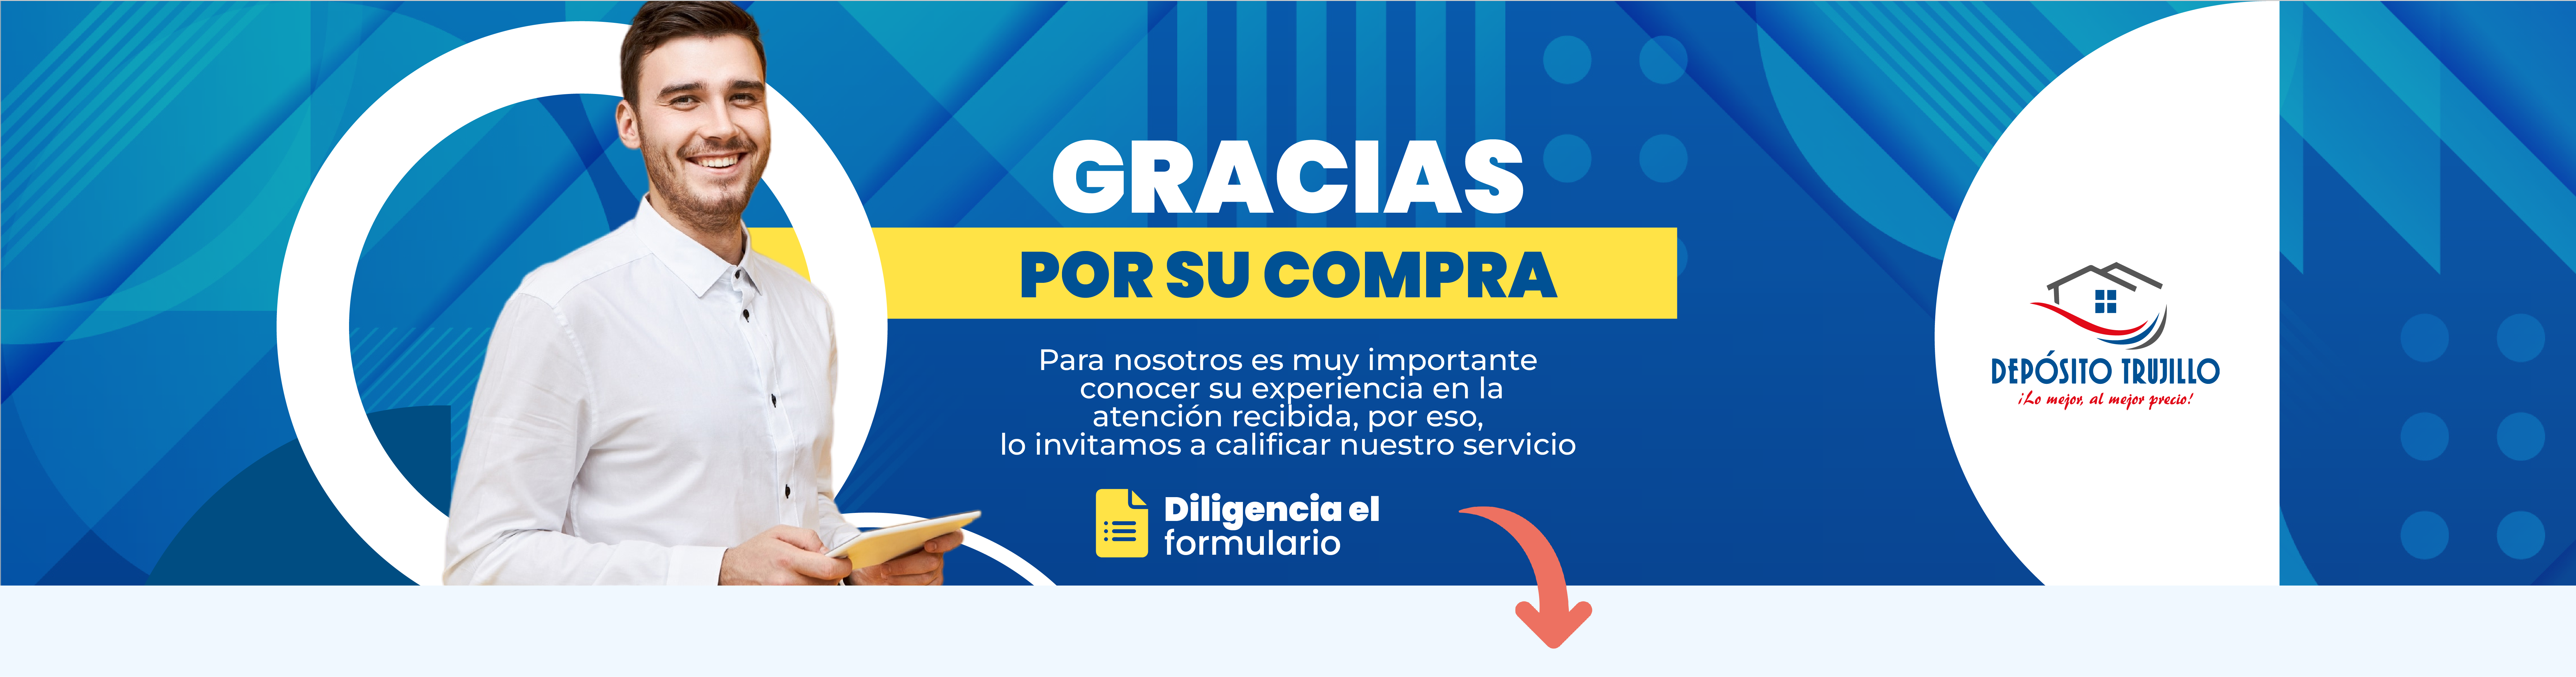 GRACIAS
POR SU COMPRA
Para nosotros es muy importante
conocer su experiencia en la
atención recibida, por eso,
lo invitamos a calificar nuestro servicio
Diligencia el
formulario
DEPÓSITO TRUJILLO
¡Lo mejor, al mejor precio!